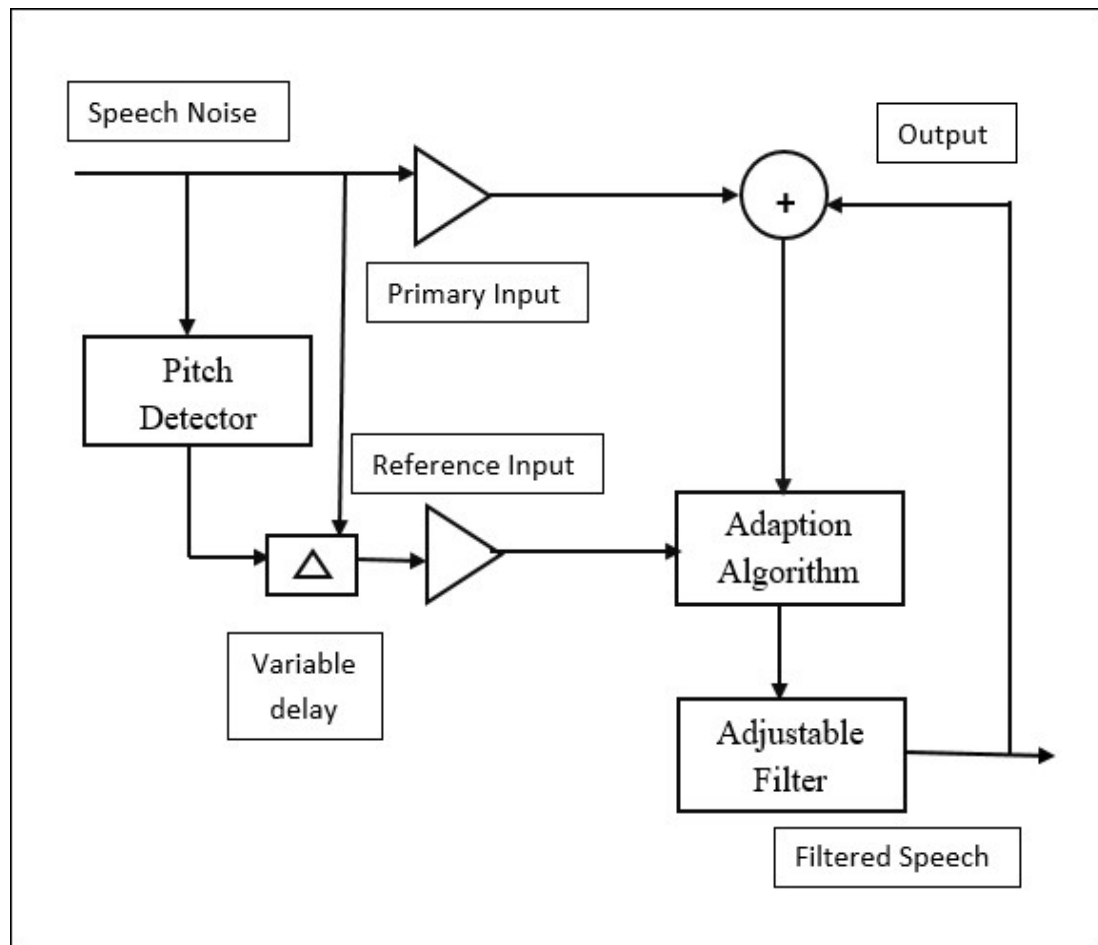 Speech Noise
Output
+
Primary Input
Pitch
Detector
Reference Input
Adaption
Algorithm
Δ
Variable
delay
Adjustable
Filter
Filtered Speech